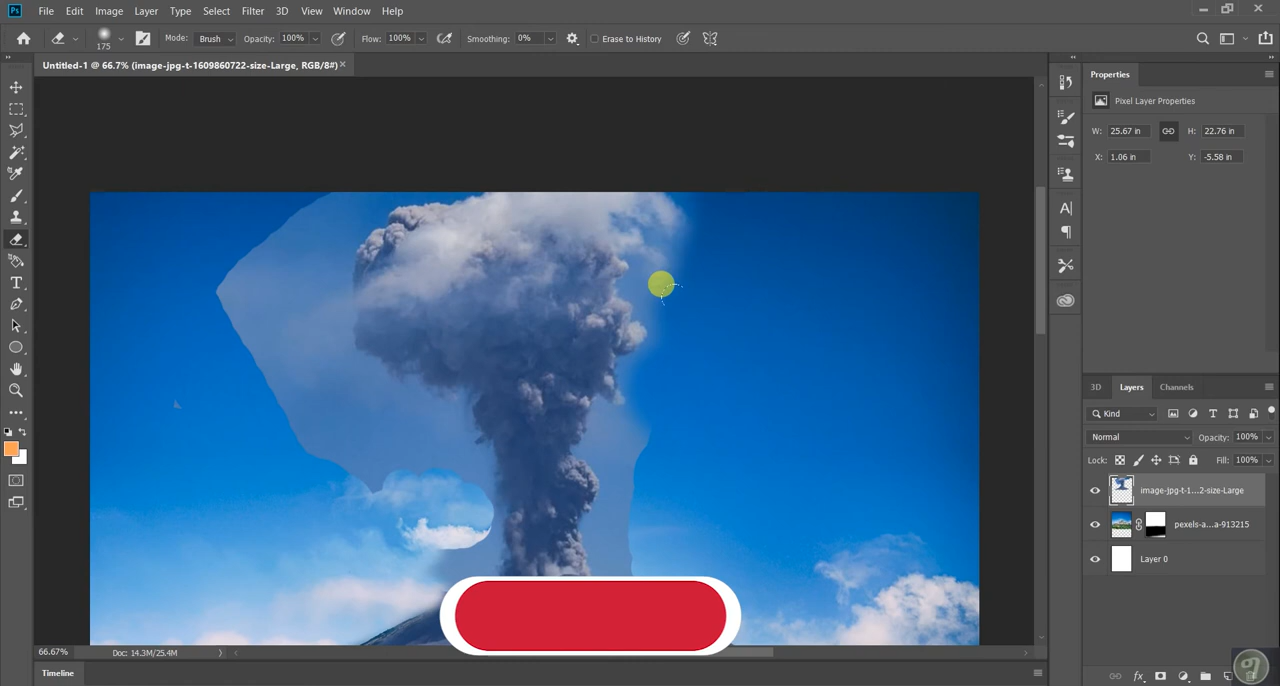 Ps File Edit Image Layer Type Select Filter 3D View Window Help
175 Mode: Brush Opacity: 100% Flow: 100% Smoothing: 0% Erase to History
Untitled-1 @ 66.7% (image-jpg-t-1609860722-size-Large, RGB/8#) ×
Properties
Pixel Layer Properties
W: 25.67 in H: 22.76 in
X: 1.06 in Y: -5.58 in
3D Layers Channels
Kind
Normal Opacity: 100%
Lock: Fill: 100%
image-jpg-t-1...2-size-Large
pexels-a...a-913215
Layer 0
66.67% Doc: 14.3M/25.4M
Timeline